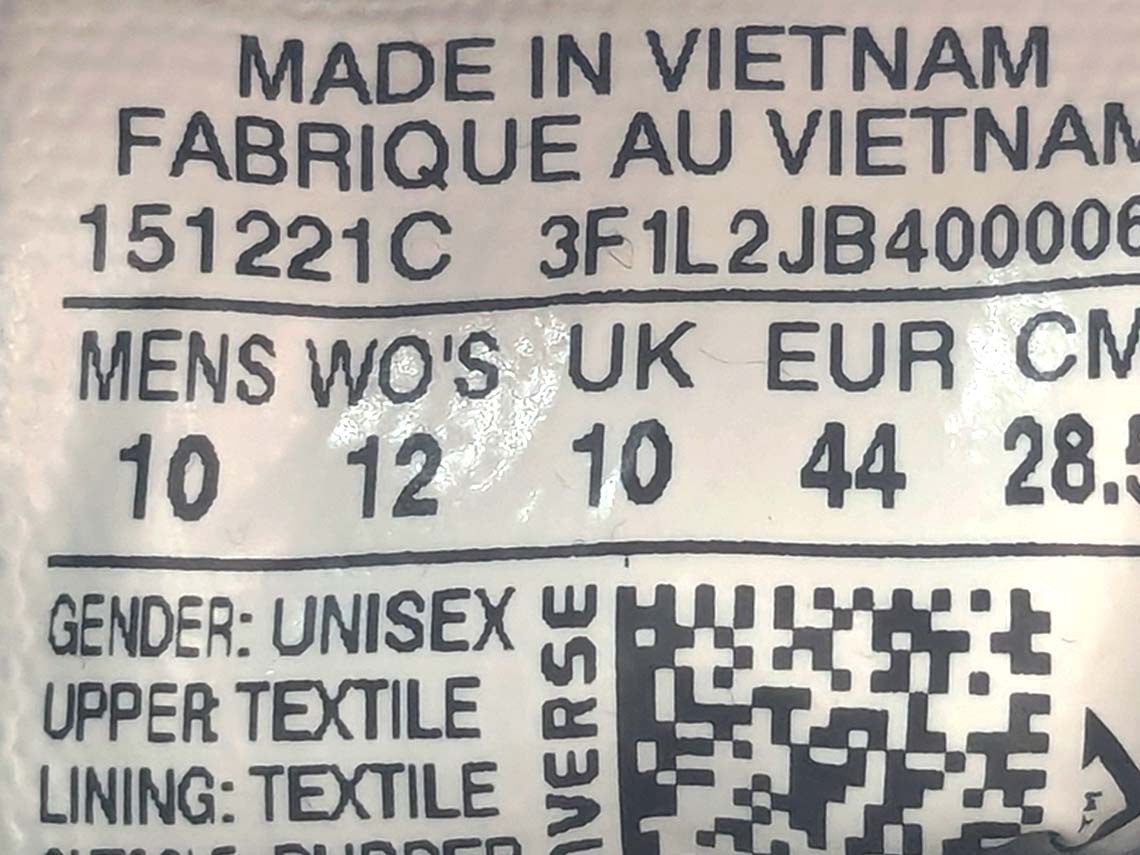 MADE IN VIETNAM
FABRIQUE AU VIETNAM
151221C 3F1L2JB4000006
MENS WO'S UK EUR CM
10 12 10 44 28.5
GENDER: UNISEX
UPPER TEXTILE
LINING: TEXTILE